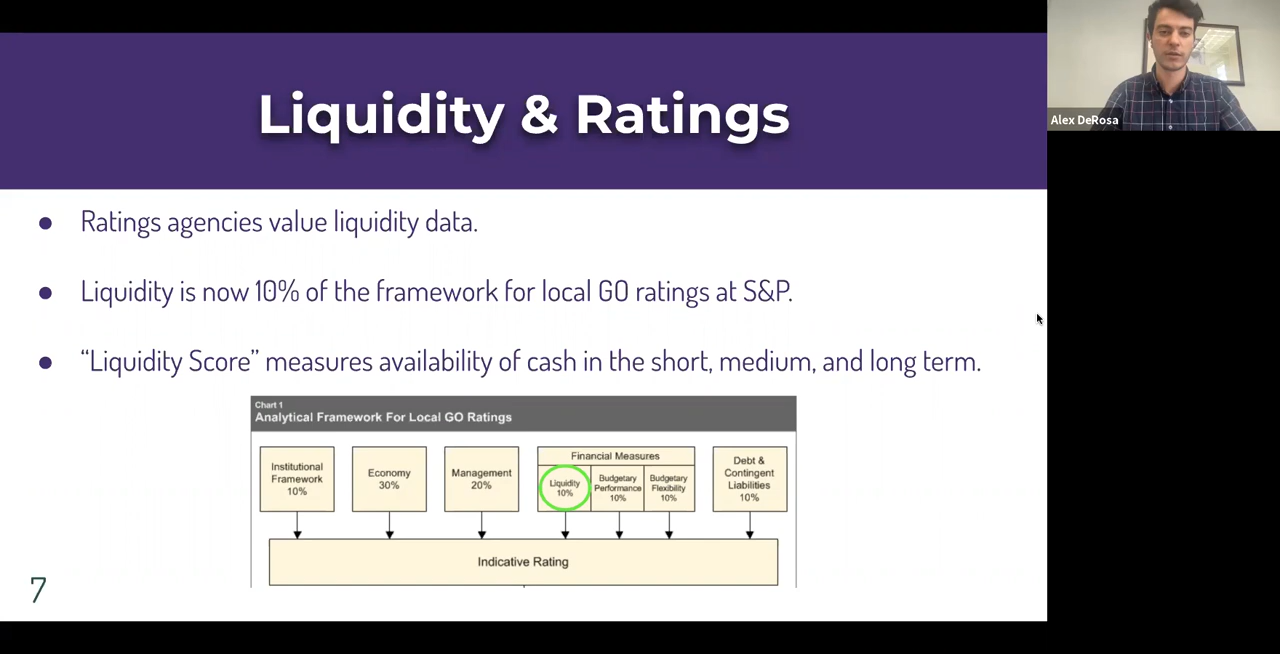 Liquidity & Ratings
Alex DeRosa
● Ratings agencies value liquidity data.
● Liquidity is now 10% of the framework for local GO ratings at S&P.
● “Liquidity Score” measures availability of cash in the short, medium, and long term.
Chart 1
Analytical Framework For Local GO Ratings
Institutional
Framework
10%
Economy
30%
Management
20%
Financial Measures
Liquidity
10%
Budgetary
Performance
10%
Budgetary
Flexibility
10%
Debt &
Contingent
Liabilities
10%
Indicative Rating
7